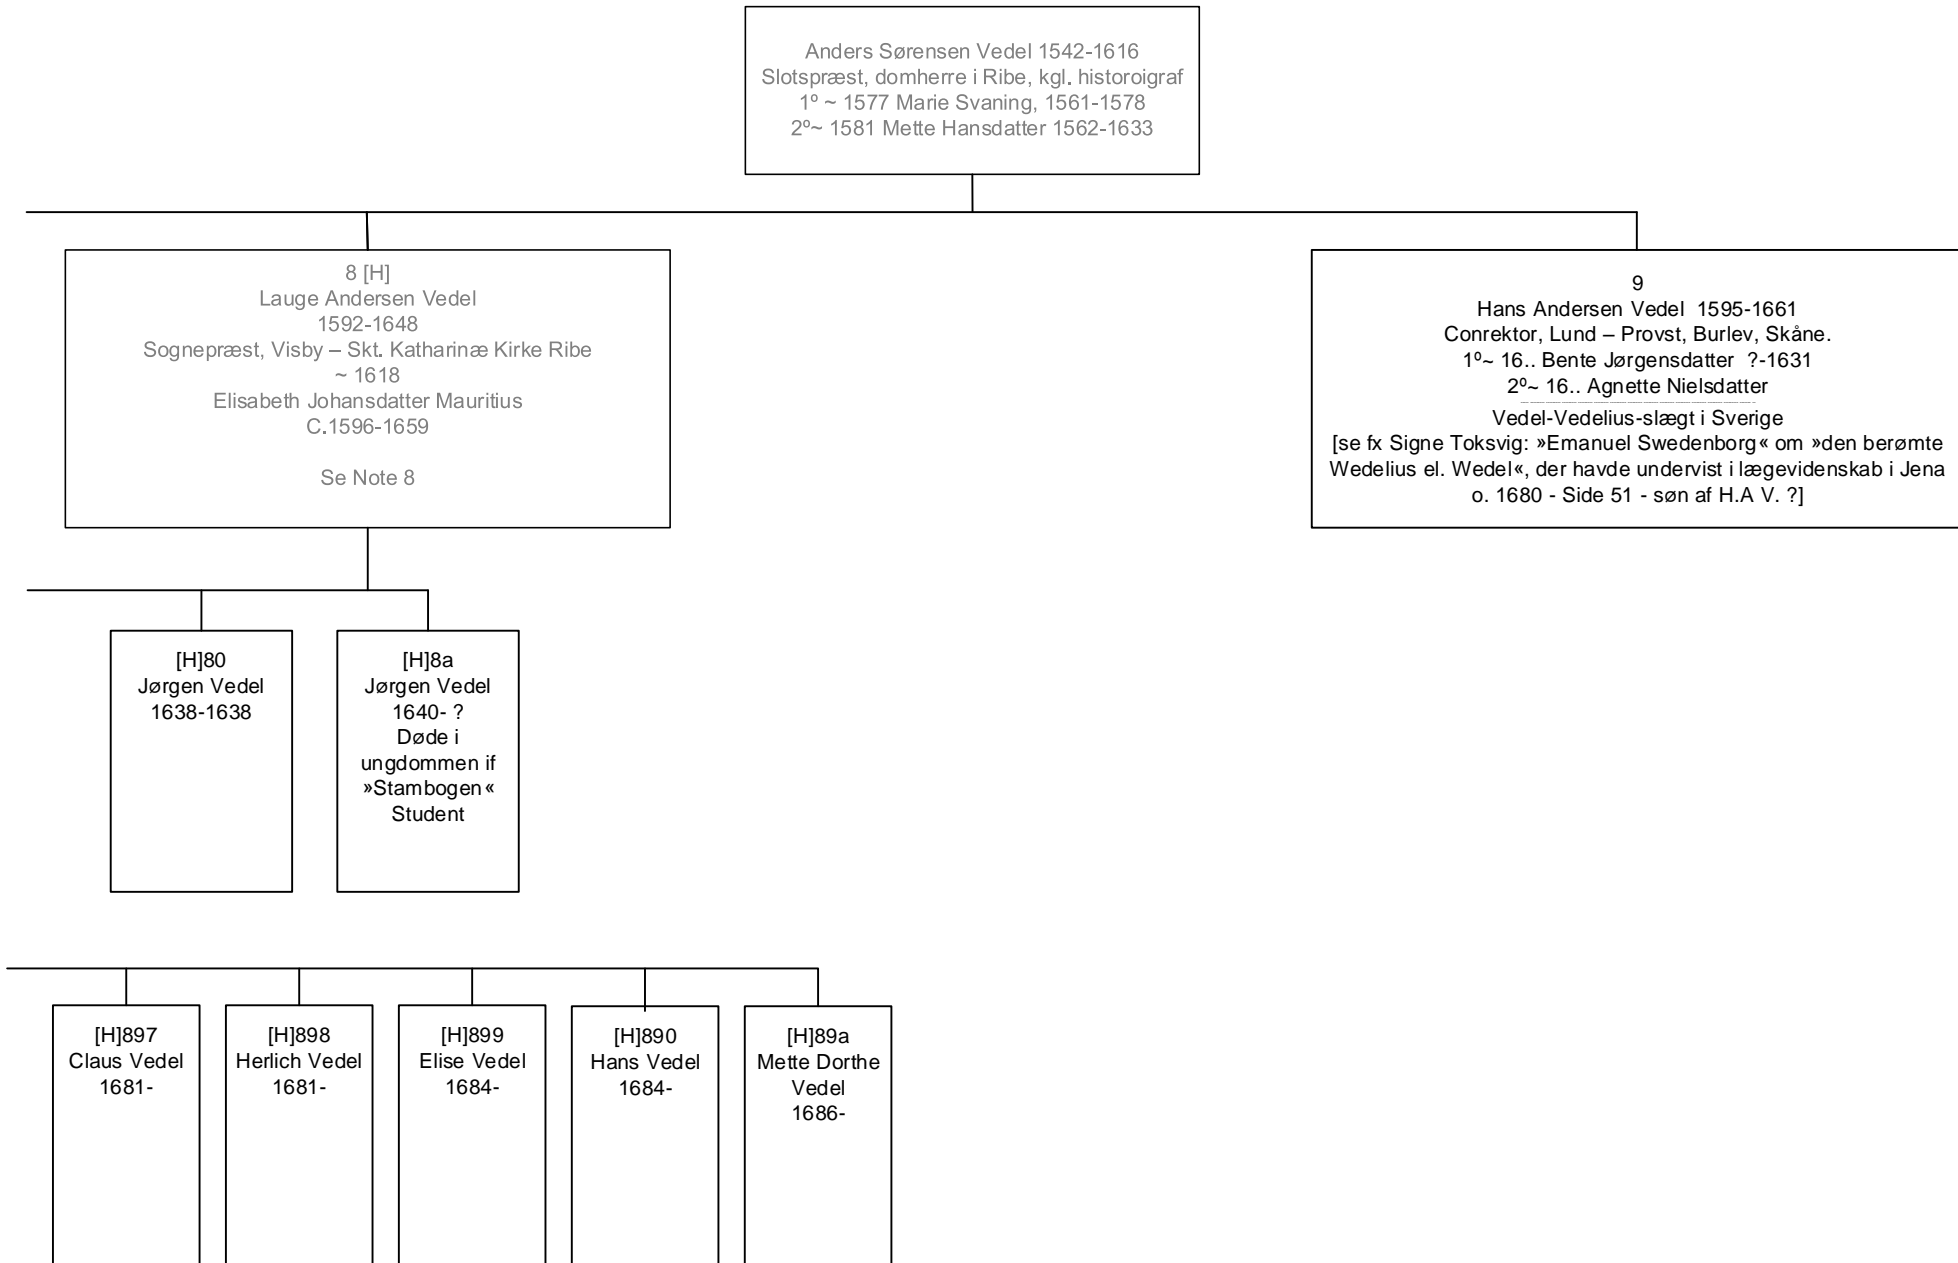 Anders Sørensen Vedel 1542-1616
Slotspræst, domherre i Ribe, kgl. historoigraf
1º ~ 1577 Marie Svaning, 1561-1578
2º~ 1581 Mette Hansdatter 1562-1633
8 [H]
Lauge Andersen Vedel
1592-1648
Sognepræst, Visby – Skt. Katharinæ Kirke Ribe
~ 1618
Elisabeth Johansdatter Mauritius
C.1596-1659
Se Note 8
9
Hans Andersen Vedel 1595-1661
Conrektor, Lund – Provst, Burlev, Skåne.
1º~ 16.. Bente Jørgensdatter ?-1631
2º~ 16.. Agnette Nielsdatter
Vedel-Vedelius-slægt i Sverige
[se fx Signe Toksvig: »Emanuel Swedenborg« om »den berømte
Wedelius el. Wedel«, der havde undervist i lægevidenskab i Jena
o. 1680 - Side 51 - søn af H.A V. ?]
[H]80
Jørgen Vedel
1638-1638
[H]8a
Jørgen Vedel
1640- ?
Døde i
ungdommen if
»Stambogen«
Student
[H]897
Claus Vedel
1681-
[H]898
Herlich Vedel
1681-
[H]899
Elise Vedel
1684-
[H]890
Hans Vedel
1684-
[H]89a
Mette Dorthe
Vedel
1686-